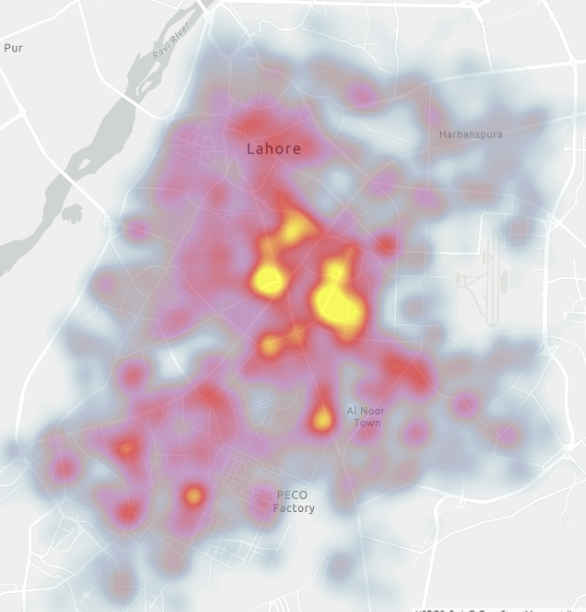 Pur
Ravi River
Harbanspura
Lahore
Al Noor
Town
PECO
Factory